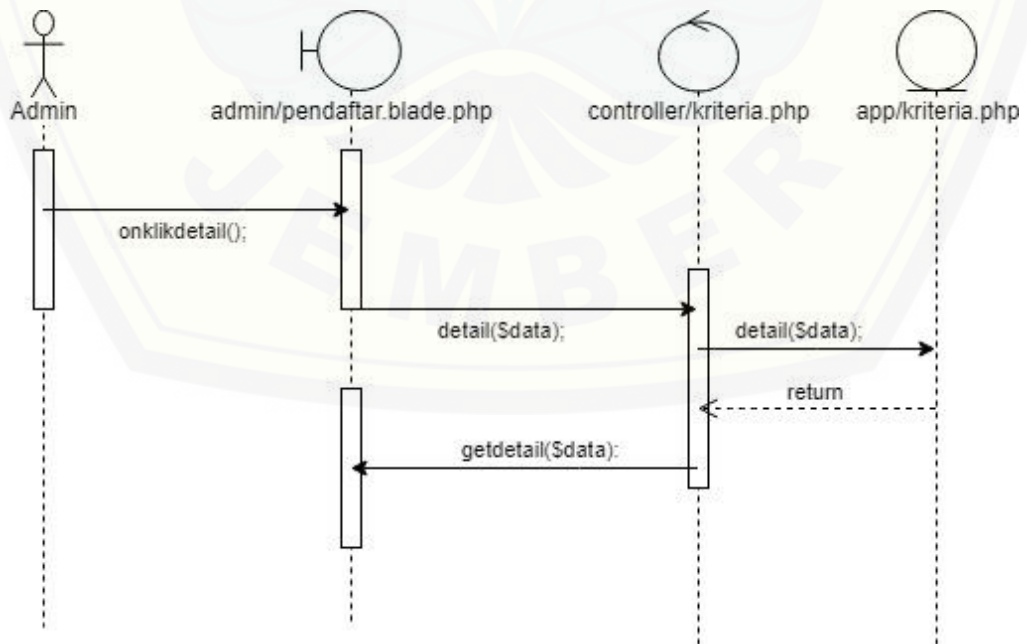 Admin
admin/pendaftar.blade.php
controller/kriteria.php
app/kriteria.php
JEMBER
onklikdetail();
detail($data);
detail($data);
return
getdetail($data):